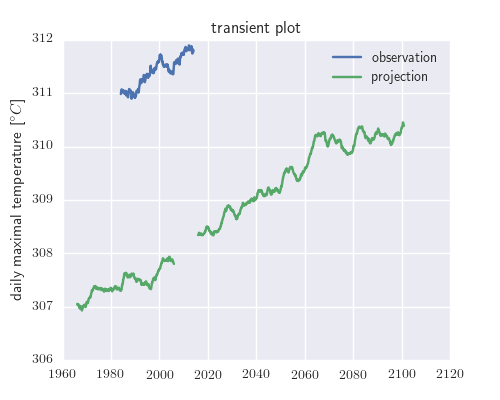 transient plot
312
311
310
309
308
307
306
daily maximal temperature [°C]
observation
projection
1960 1980 2000 2020 2040 2060 2080 2100 2120